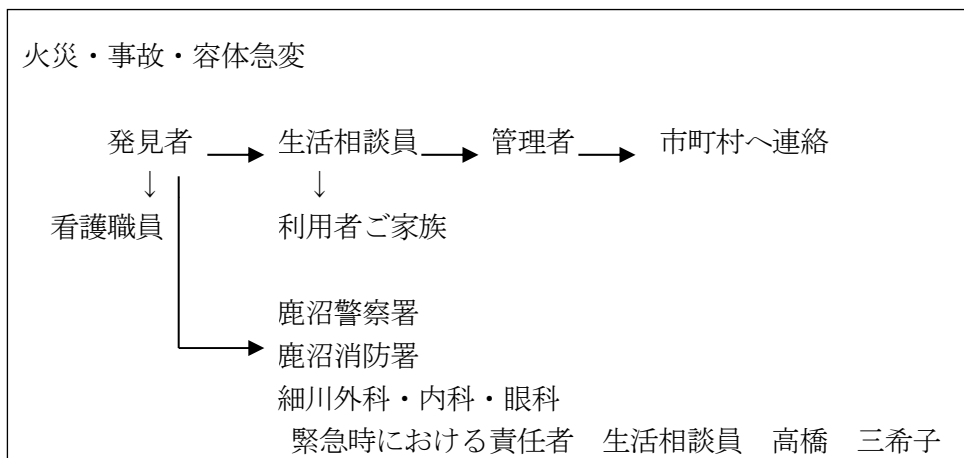 火災・事故・容体急変
発見者 生活相談員 管理者 市町村へ連絡
↓ ↓
看護職員 利用者ご家族
鹿沼警察署
鹿沼消防署
細川外科・内科・眼科
緊急時における責任者 生活相談員 高橋 三希子